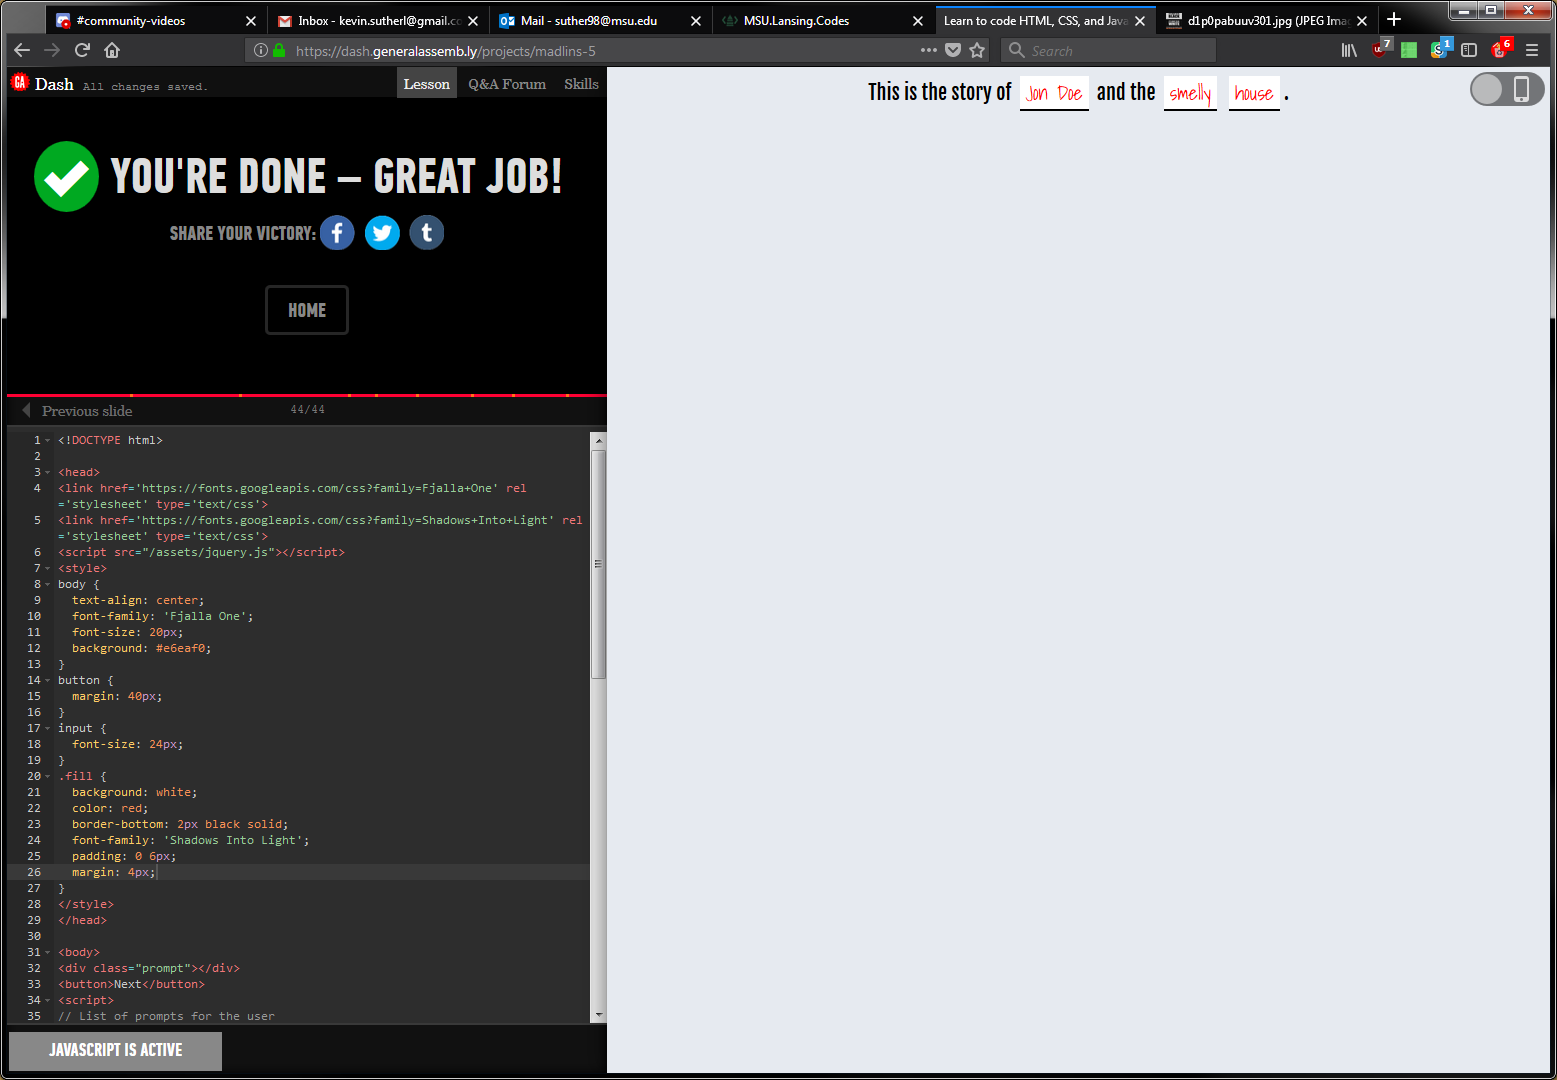 #community-videos
Inbox - kevin.sutherl@gmail.co
Mail - suther98@msu.edu
MSU.Lansing.Codes
Learn to code HTML, CSS, and Java
d1p0pabuuv301.jpg (JPEG Imag
https://dash.generalassemb.ly/projects/madlins-5
Search
7
1
6
GA
Dash All changes saved.
Lesson
Q&A Forum
Skills
YOU'RE DONE – GREAT JOB!
SHARE YOUR VICTORY:
HOME
Previous slide
44/44
1 <!DOCTYPE html>
2
3 <head>
4 <link href='https://fonts.googleapis.com/css?family=Fjalla+One' rel
='stylesheet' type='text/css'>
5 <link href='https://fonts.googleapis.com/css?family=Shadows+Into+Light' rel
='stylesheet' type='text/css'>
6 <script src="/assets/jquery.js"></script>
7 <style>
8 body {
9 text-align: center;
10 font-family: 'Fjalla One';
11 font-size: 20px;
12 background: #e6eaf0;
13 }
14 button {
15 margin: 40px;
16 }
17 input {
18 font-size: 24px;
19 }
20 .fill {
21 background: white;
22 color: red;
23 border-bottom: 2px black solid;
24 font-family: 'Shadows Into Light';
25 padding: 0 6px;
26 margin: 4px;
27 }
28 </style>
29 </head>
30
31 <body>
32 <div class="prompt"></div>
33 <button>Next</button>
34 <script>
35 // List of prompts for the user
JAVASCRIPT IS ACTIVE
This is the story of Jon Doe and the smelly house .